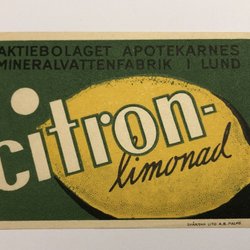 AKTIEBOLAGET APOTEKARNES
MINERALVATTENFABRIK I LUND
citron-
limonad